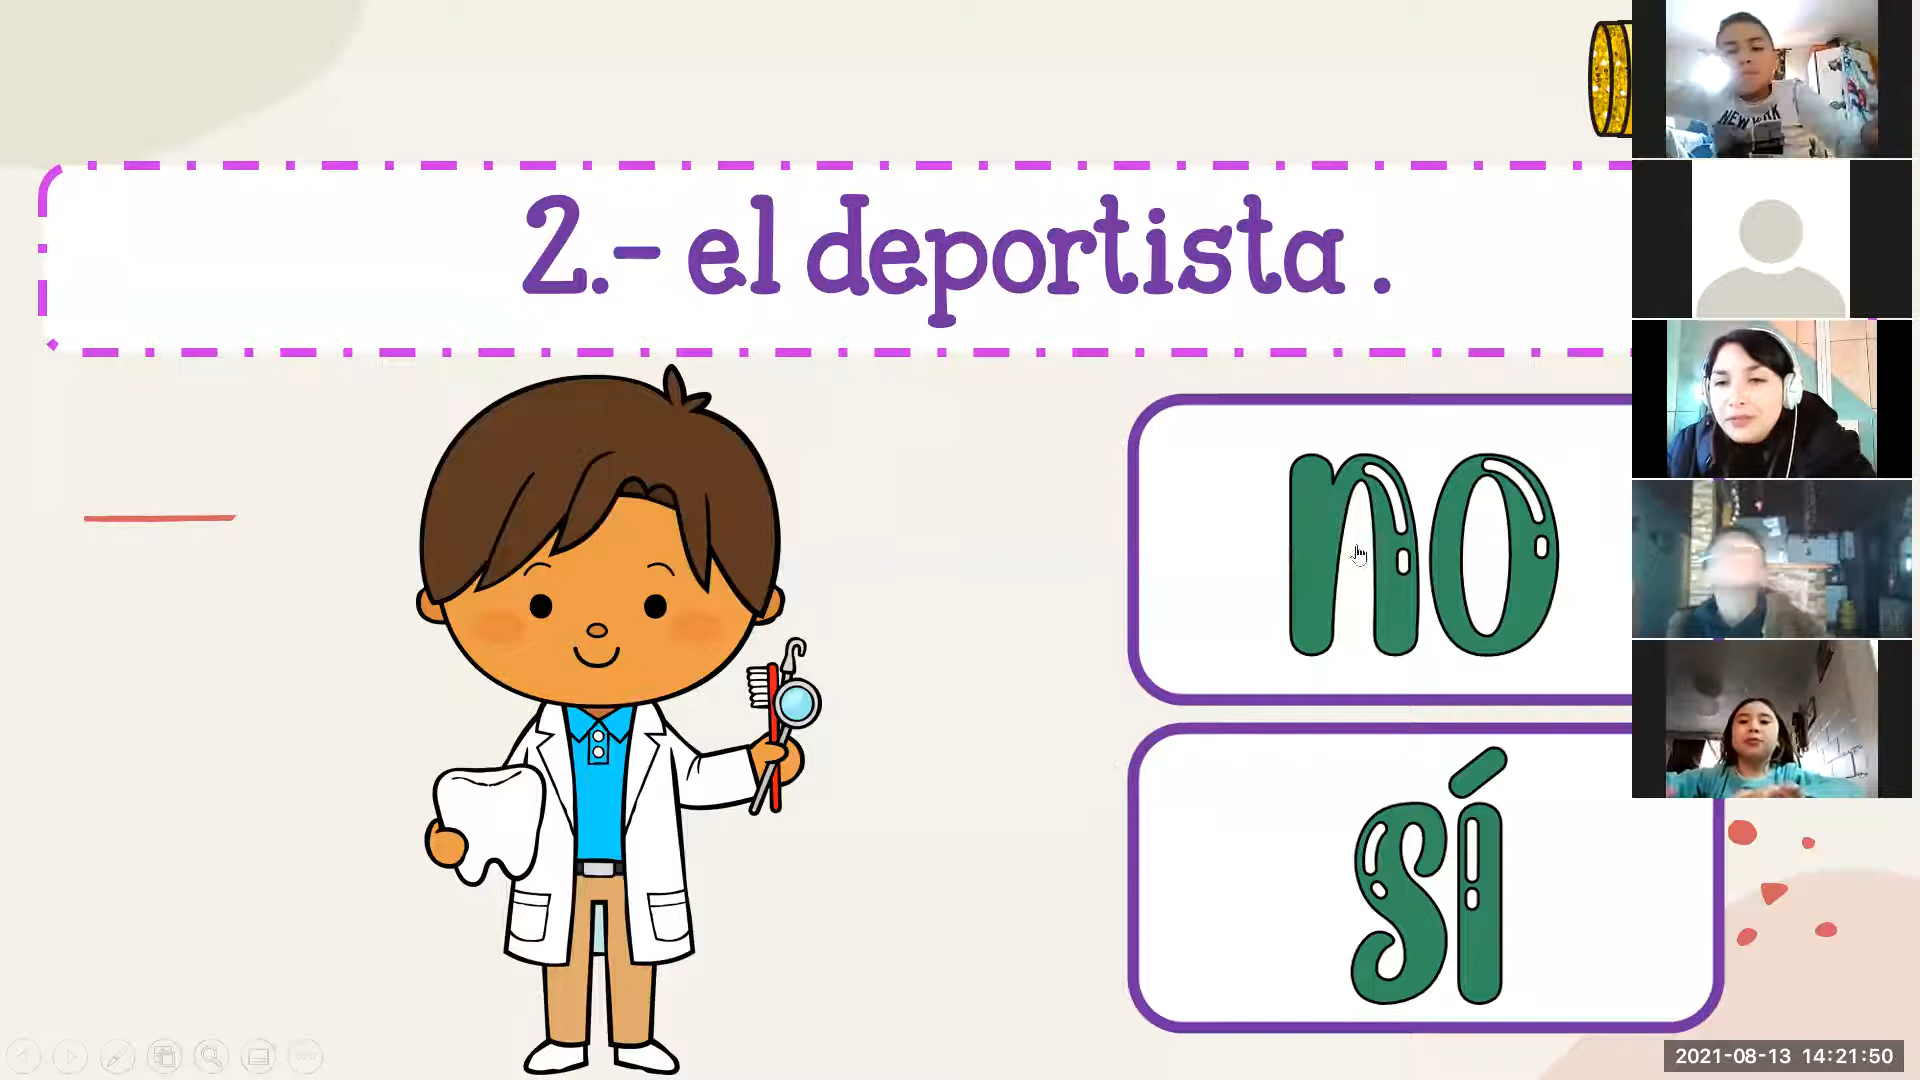 2.- el deportista .
no
sí
NEW YORK
2021-08-13 14:21:50